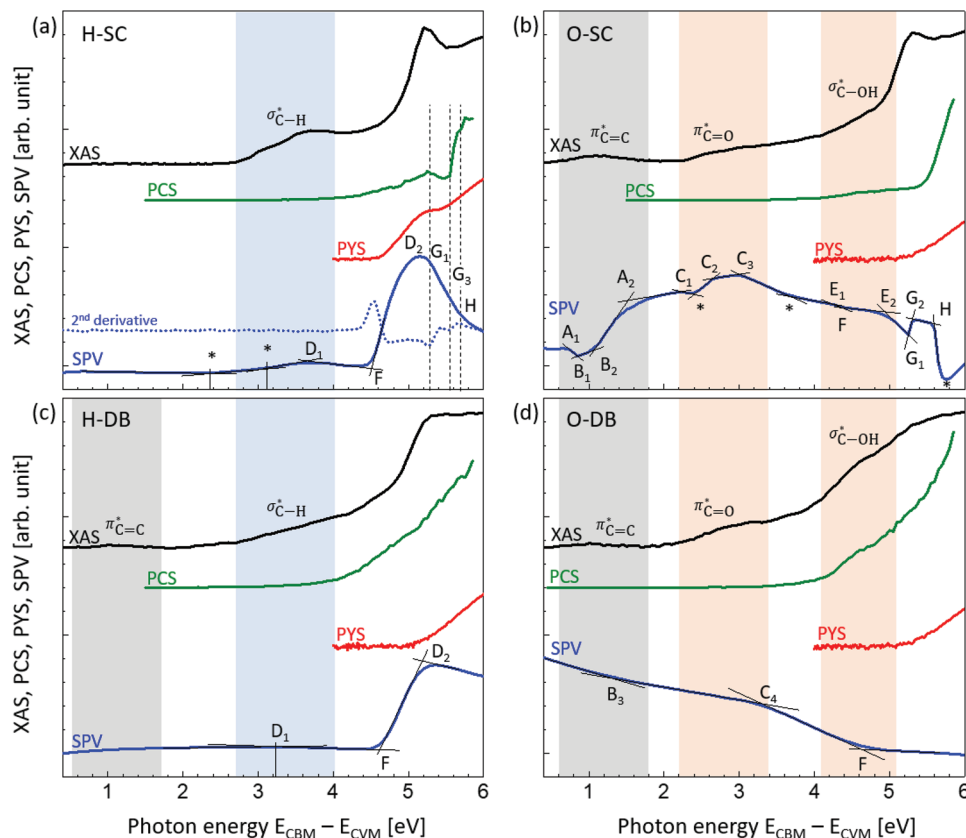 (a) H-SC
σ*C−H
XAS
PCS
PYS
D2
G1
G3
H
2nd derivative
*
*
D1
SPV
F
XAS, PCS, PYS, SPV [arb. unit]
(b) O-SC
π*C=C
π*C=O
σ*C−OH
XAS
PCS
PYS
SPV
A1
B1
B2
A2
C1
*
C2
C3
*
E1
F
E2
G2
G1
H
*
(c) H-DB
π*C=C
σ*C−H
XAS
PCS
PYS
D2
D1
SPV
F
XAS, PCS, PYS, SPV [arb. unit]
1 2 3 4 5 6
Photon energy ECBM − ECVM [eV]
(d) O-DB
π*C=C
π*C=O
σ*C−OH
XAS
PCS
PYS
SPV
B3
C4
F
1 2 3 4 5 6
Photon energy ECBM − ECVM [eV]